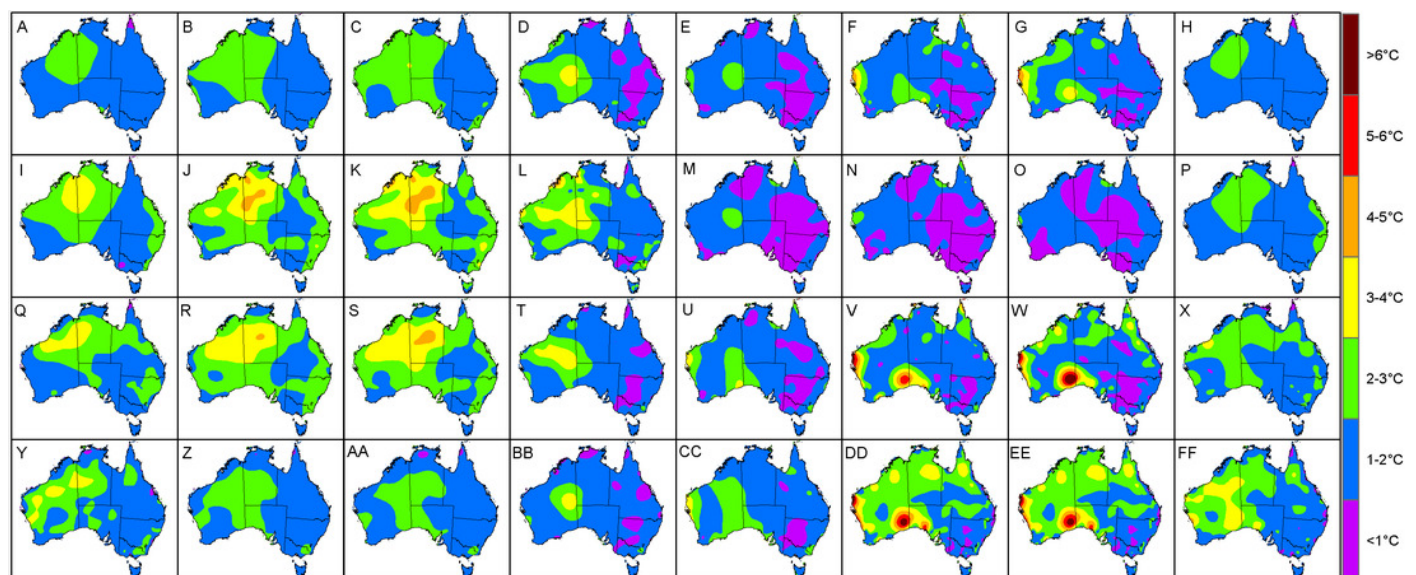 A B C D E F G H
>6°C
5-6°C
I J K L M N O P
4-5°C
3-4°C
Q R S T U V W X
2-3°C
1-2°C
Y Z AA BB CC DD EE FF
<1°C